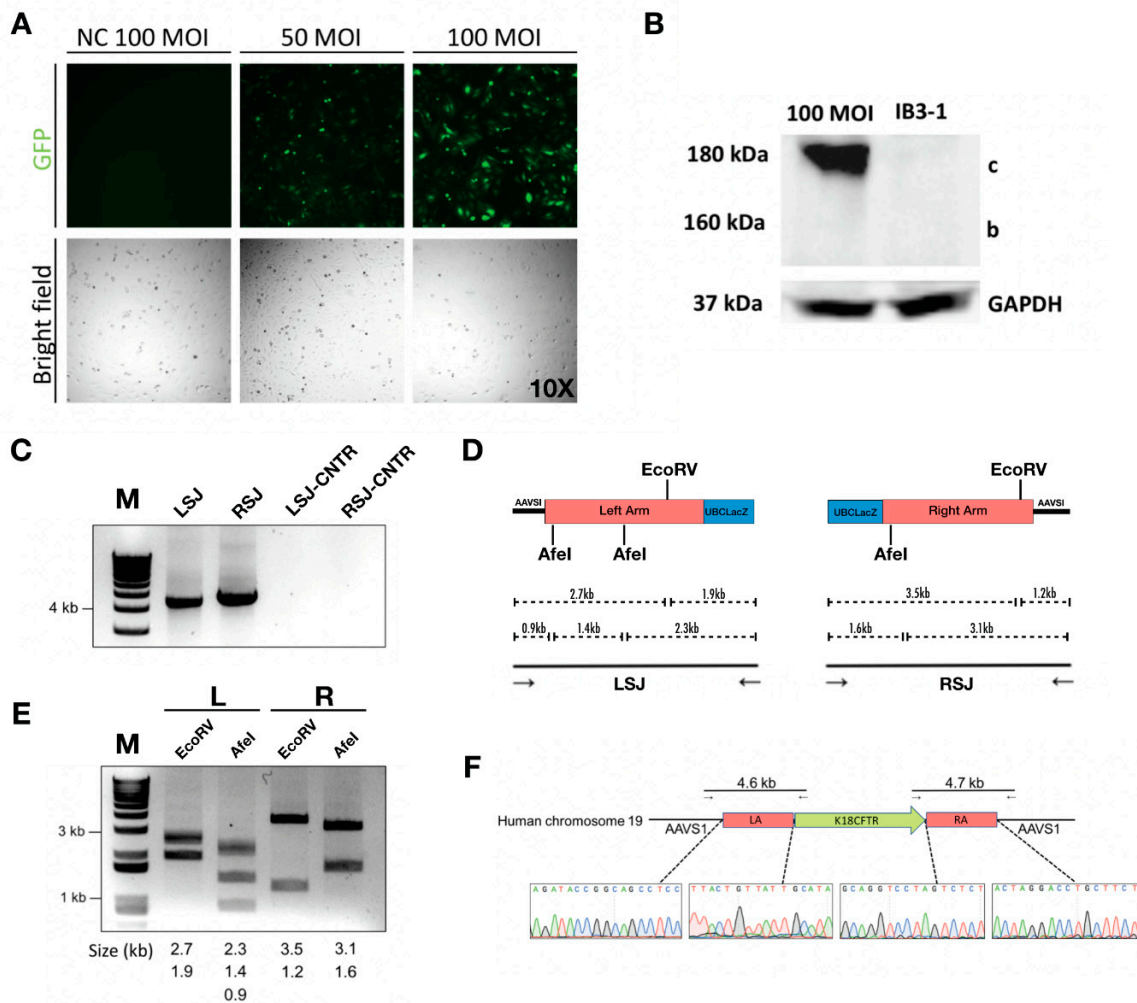 A
NC 100 MOI 50 MOI 100 MOI
GFP
Bright field
10X
B
100 MOI IB3-1
180 kDa c
160 kDa b
37 kDa GAPDH
C
M LSJ RSJ LSJ-CNTR RSJ-CNTR
4 kb
D
EcoRV EcoRV
AAVSI Left Arm UBCLacZ UBCLacZ Right Arm AAVSI
AfeI AfeI AfeI
2.7kb 1.9kb 3.5kb 1.2kb
0.9kb 1.4kb 2.3kb 1.6kb 3.1kb
LSJ RSJ
E
L R
M EcoRV AfeI EcoRV AfeI
3 kb
1 kb
Size (kb) 2.7 2.3 3.5 3.1
1.9 1.4 1.2 1.6
0.9
F
4.6 kb 4.7 kb
Human chromosome 19 AAVS1 LA K18CFTR RA AAVS1
AGATACCGGCAGCCTCC TTACTGTTATTGCATA GCAGGTCCTAGTCTCT ACTAGGACCTGCTTCT